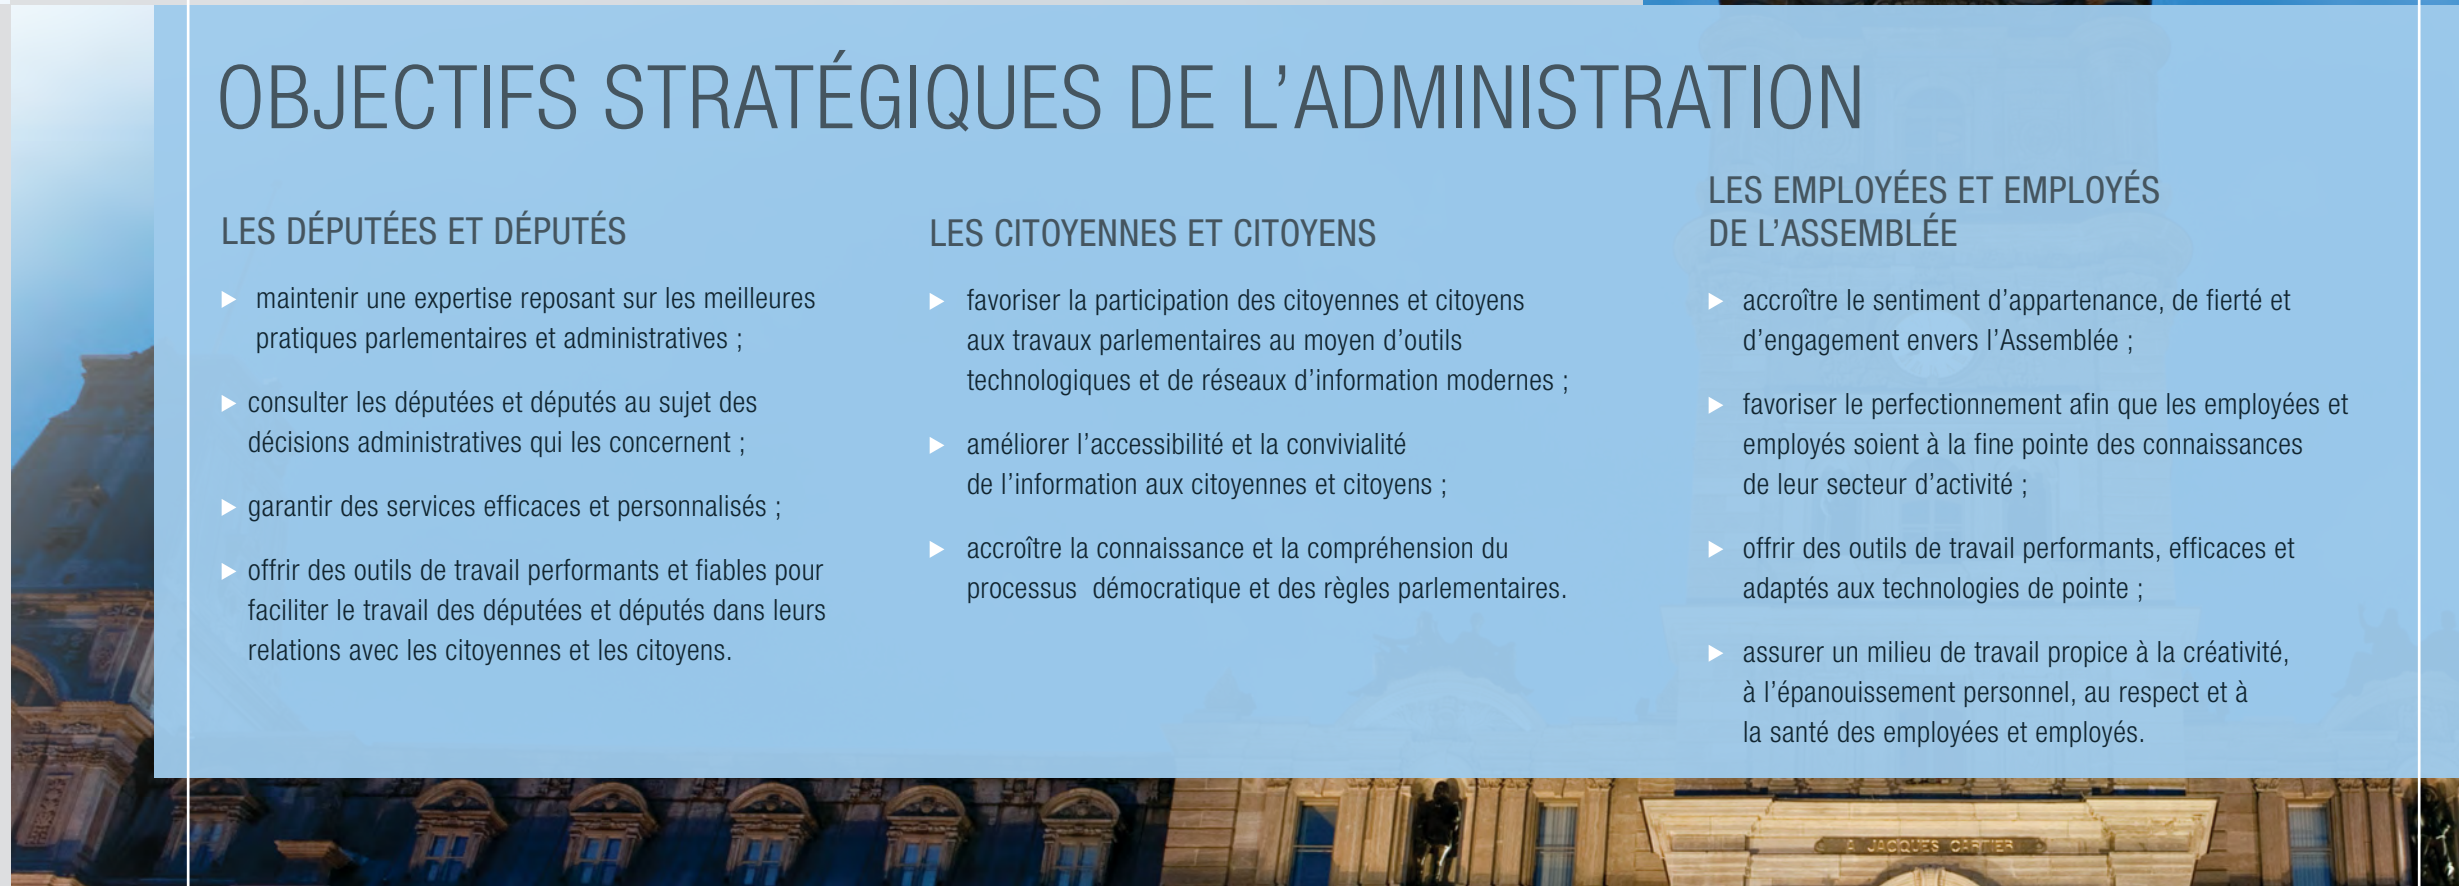 OBJECTIFS STRATÉGIQUES DE L’ADMINISTRATION
LES DÉPUTÉES ET DÉPUTÉS
▶ maintenir une expertise reposant sur les meilleures
pratiques parlementaires et administratives ;
▶ consulter les députées et députés au sujet des
décisions administratives qui les concernent ;
▶ garantir des services efficaces et personnalisés ;
▶ offrir des outils de travail performants et fiables pour
faciliter le travail des députées et députés dans leurs
relations avec les citoyennes et les citoyens.
LES CITOYENNES ET CITOYENS
▶ favoriser la participation des citoyennes et citoyens
aux travaux parlementaires au moyen d’outils
technologiques et de réseaux d’information modernes ;
▶ améliorer l’accessibilité et la convivialité
de l’information aux citoyennes et citoyens ;
▶ accroître la connaissance et la compréhension du
processus  démocratique et des règles parlementaires.
LES EMPLOYÉES ET EMPLOYÉS
DE L’ASSEMBLÉE
▶ accroître le sentiment d’appartenance, de fierté et
d’engagement envers l’Assemblée ;
▶ favoriser le perfectionnement afin que les employées et
employés soient à la fine pointe des connaissances
de leur secteur d’activité ;
▶ offrir des outils de travail performants, efficaces et
adaptés aux technologies de pointe ;
▶ assurer un milieu de travail propice à la créativité,
à l’épanouissement personnel, au respect et à
la santé des employées et employés.
A JACQUES CARTIER